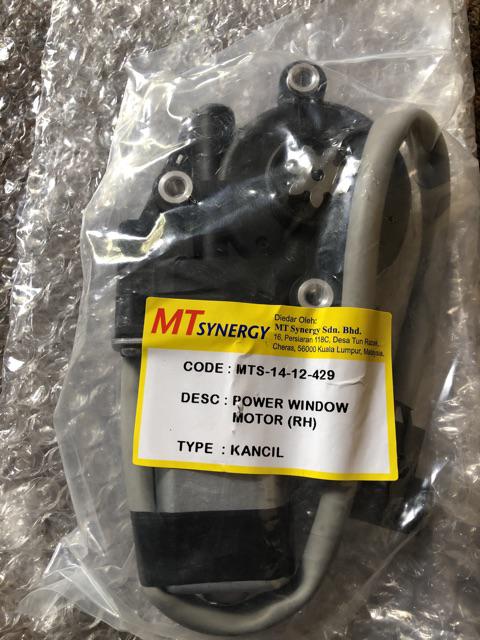 MT SYNERGY
Diedar Oleh:
MT Synergy Sdn. Bhd.
16, Persiaran 118C, Desa Tun Razak,
Cheras, 56000 Kuala Lumpur, Malaysia.
CODE : MTS-14-12-429
DESC : POWER WINDOW
MOTOR (RH)
TYPE : KANCIL